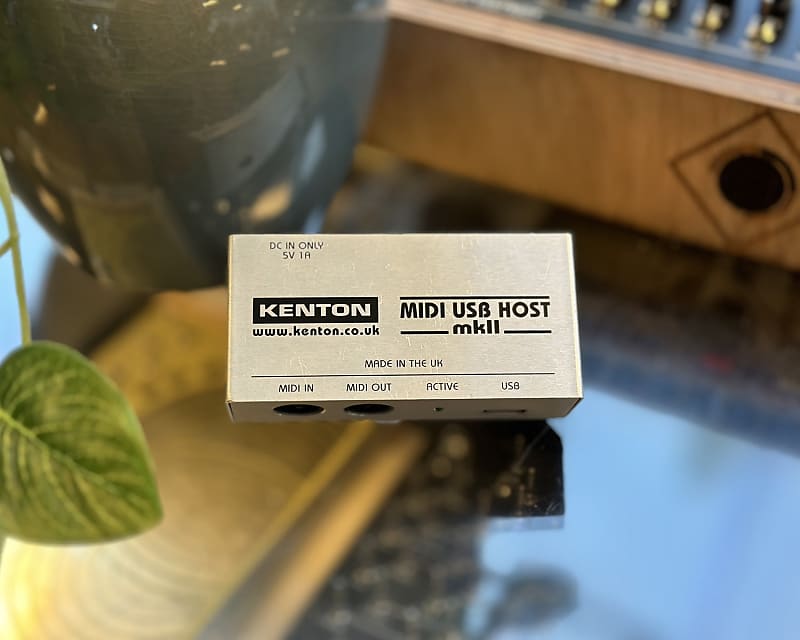 DC IN ONLY
5V 1A
KENTON
www.kenton.co.uk
MIDI USB HOST
mkII
MADE IN THE UK
MIDI IN MIDI OUT ACTIVE USB